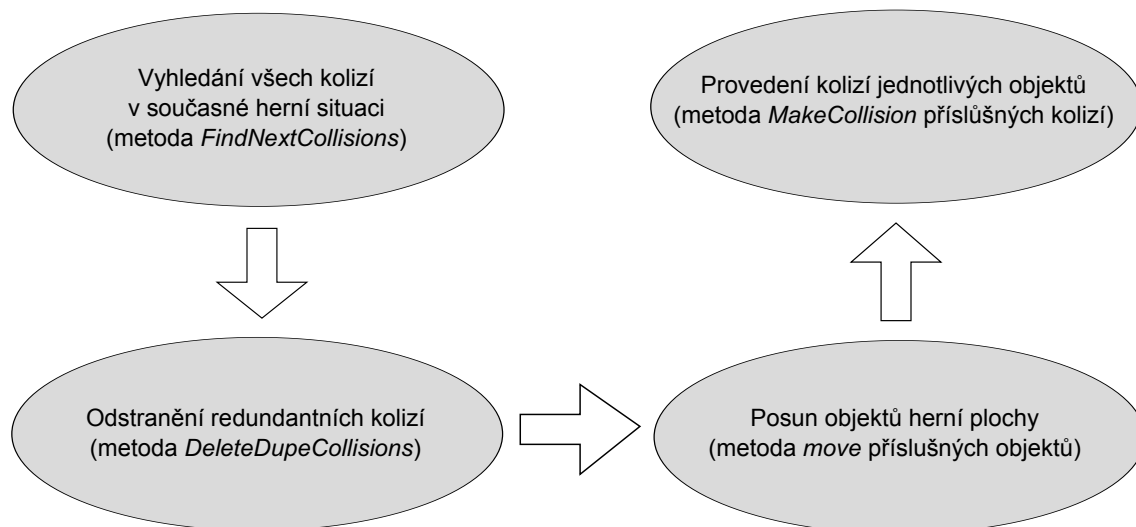 Vyhledání všech kolizí
v současné herní situaci
(metoda FindNextCollisions)
Odstranění redundantních kolizí
(metoda DeleteDupeCollisions)
Posun objektů herní plochy
(metoda move příslušných objektů)
Provedení kolizí jednotlivých objektů
(metoda MakeCollision příslůšných kolizí)